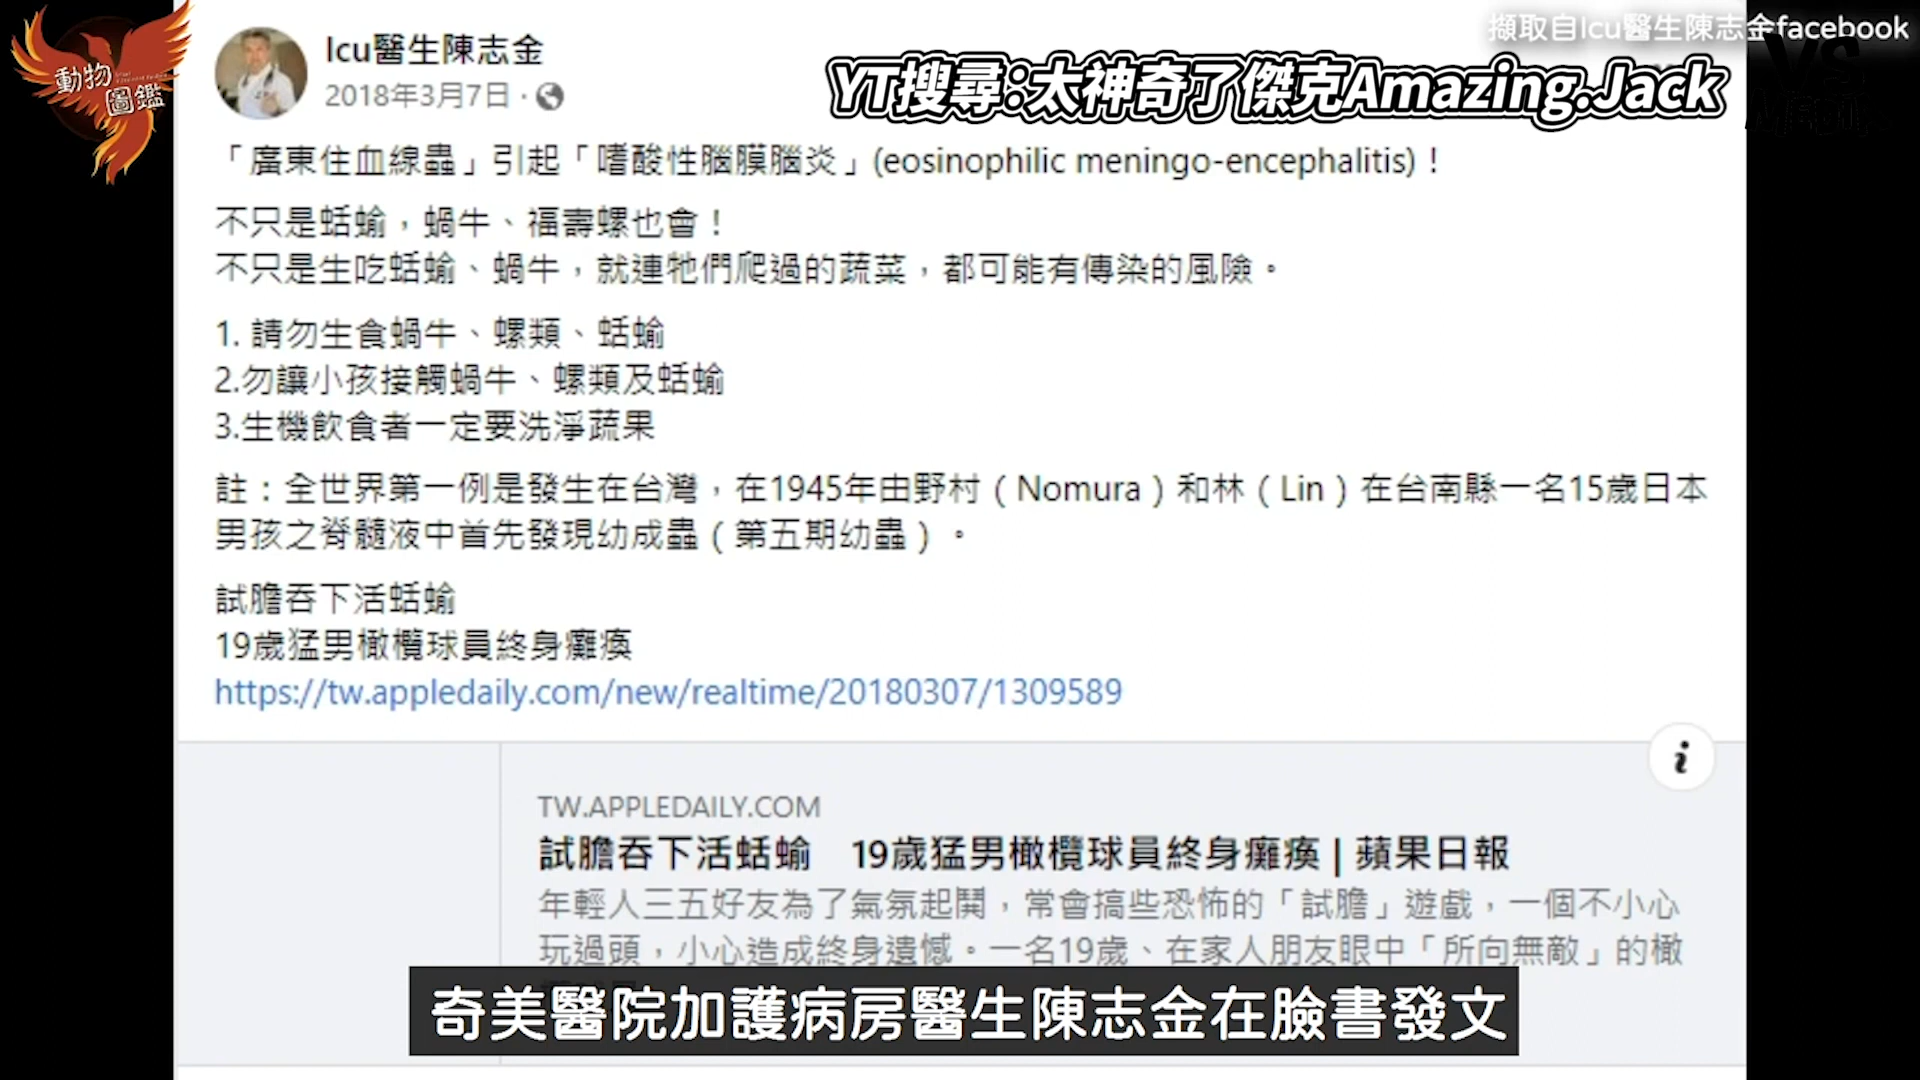 動物
圖鑑
擷取自Icu醫生陳志金facebook
YT搜尋:太神奇了傑克Amazing.Jack
Icu醫生陳志金
2018年3月7日 ·
「廣東住血線蟲」引起「嗜酸性腦膜腦炎」(eosinophilic meningo-encephalitis)！
不只是蛞蝓，蝸牛、福壽螺也會！
不只是生吃蛞蝓、蝸牛，就連牠們爬過的蔬菜，都可能有傳染的風險。
1. 請勿生食蝸牛、螺類、蛞蝓
2.勿讓小孩接觸蝸牛、螺類及蛞蝓
3.生機飲食者一定要洗淨蔬果
註：全世界第一例是發生在台灣，在1945年由野村（Nomura）和林（Lin）在台南縣一名15歲日本
男孩之脊髓液中首先發現幼成蟲（第五期幼蟲）。
試膽吞下活蛞蝓
19歲猛男橄欖球員終身癱瘓
https://tw.appledaily.com/new/realtime/20180307/1309589
TW.APPLEDAILY.COM
試膽吞下活蛞蝓　19歲猛男橄欖球員終身癱瘓 | 蘋果日報
年輕人三五好友為了氣氛起鬨，常會搞些恐怖的「試膽」遊戲，一個不小心
玩過頭，小心造成終身遺憾。一名19歲、在家人朋友眼中「所向無敵」的橄
奇美醫院加護病房醫生陳志金在臉書發文